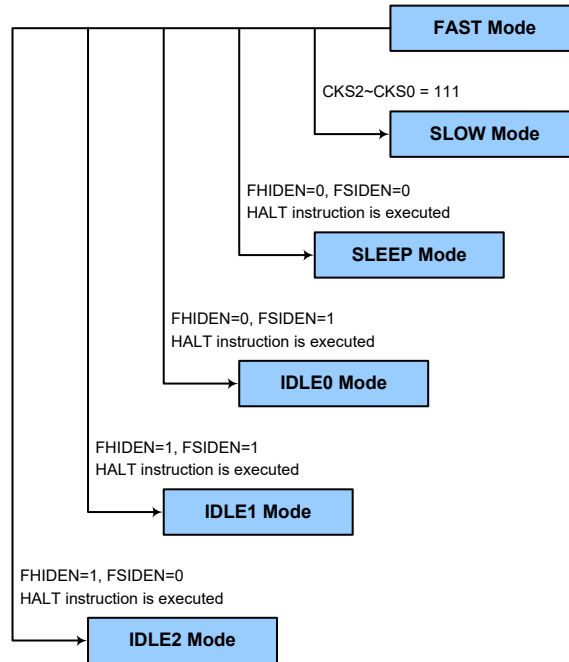 FAST Mode
CKS2~CKS0 = 111
SLOW Mode
FHIDEN=0, FSIDEN=0
HALT instruction is executed
SLEEP Mode
FHIDEN=0, FSIDEN=1
HALT instruction is executed
IDLE0 Mode
FHIDEN=1, FSIDEN=1
HALT instruction is executed
IDLE1 Mode
FHIDEN=1, FSIDEN=0
HALT instruction is executed
IDLE2 Mode